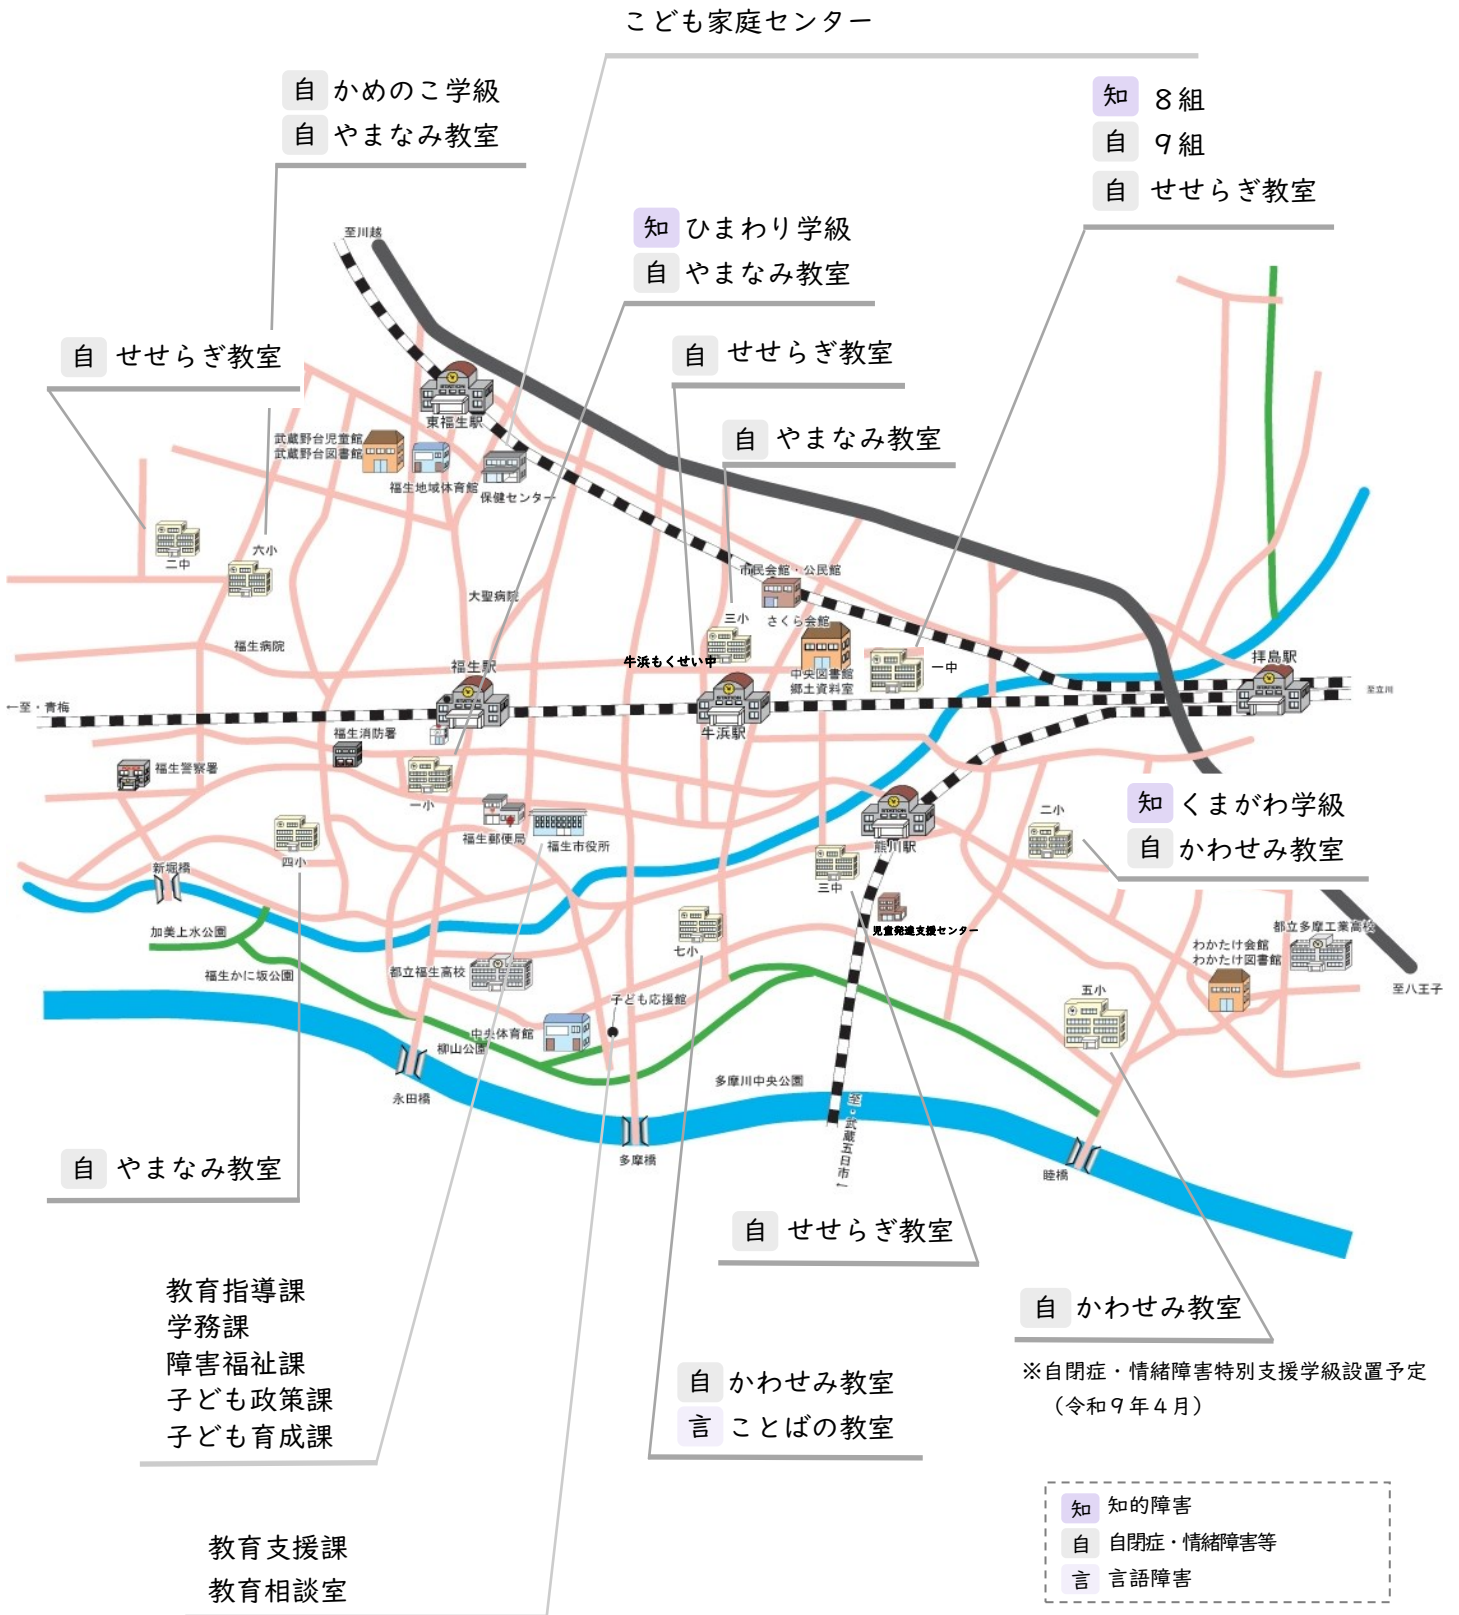 こども家庭センター
自 かめのこ学級
自 やまなみ教室
知 8組
自 9組
自 せせらぎ教室
知 ひまわり学級
自 やまなみ教室
自 せせらぎ教室
自 せせらぎ教室
自 やまなみ教室
至川越
東福生駅
武蔵野台児童館
武蔵野台図書館
福生地域体育館
保健センター
二中
六小
大聖病院
市民会館・公民館
さくら会館
三小
福生病院
福生駅
牛浜もくせい中
中央図書館
郷土資料室
一中
拝島駅
至立川
←至・青梅
福生消防署
牛浜駅
福生警察署
一小
福生郵便局
福生市役所
四小
新堀橋
熊川駅
二小
知 くまがわ学級
自 かわせみ教室
三中
児童発達支援センター
加美上水公園
福生かに坂公園
都立福生高校
七小
子ども応援館
中央体育館
柳山公園
都立多摩工業高校
わかたけ会館
わかたけ図書館
至八王子
五小
永田橋
多摩川中央公園
多摩橋
至・武蔵五日市→
睦橋
自 やまなみ教室
自 せせらぎ教室
教育指導課
学務課
障害福祉課
子ども政策課
子ども育成課
自 かわせみ教室
※自閉症・情緒障害特別支援学級設置予定
（令和9年4月）
自 かわせみ教室
言 ことばの教室
教育支援課
教育相談室
知 知的障害
自 自閉症・情緒障害等
言 言語障害